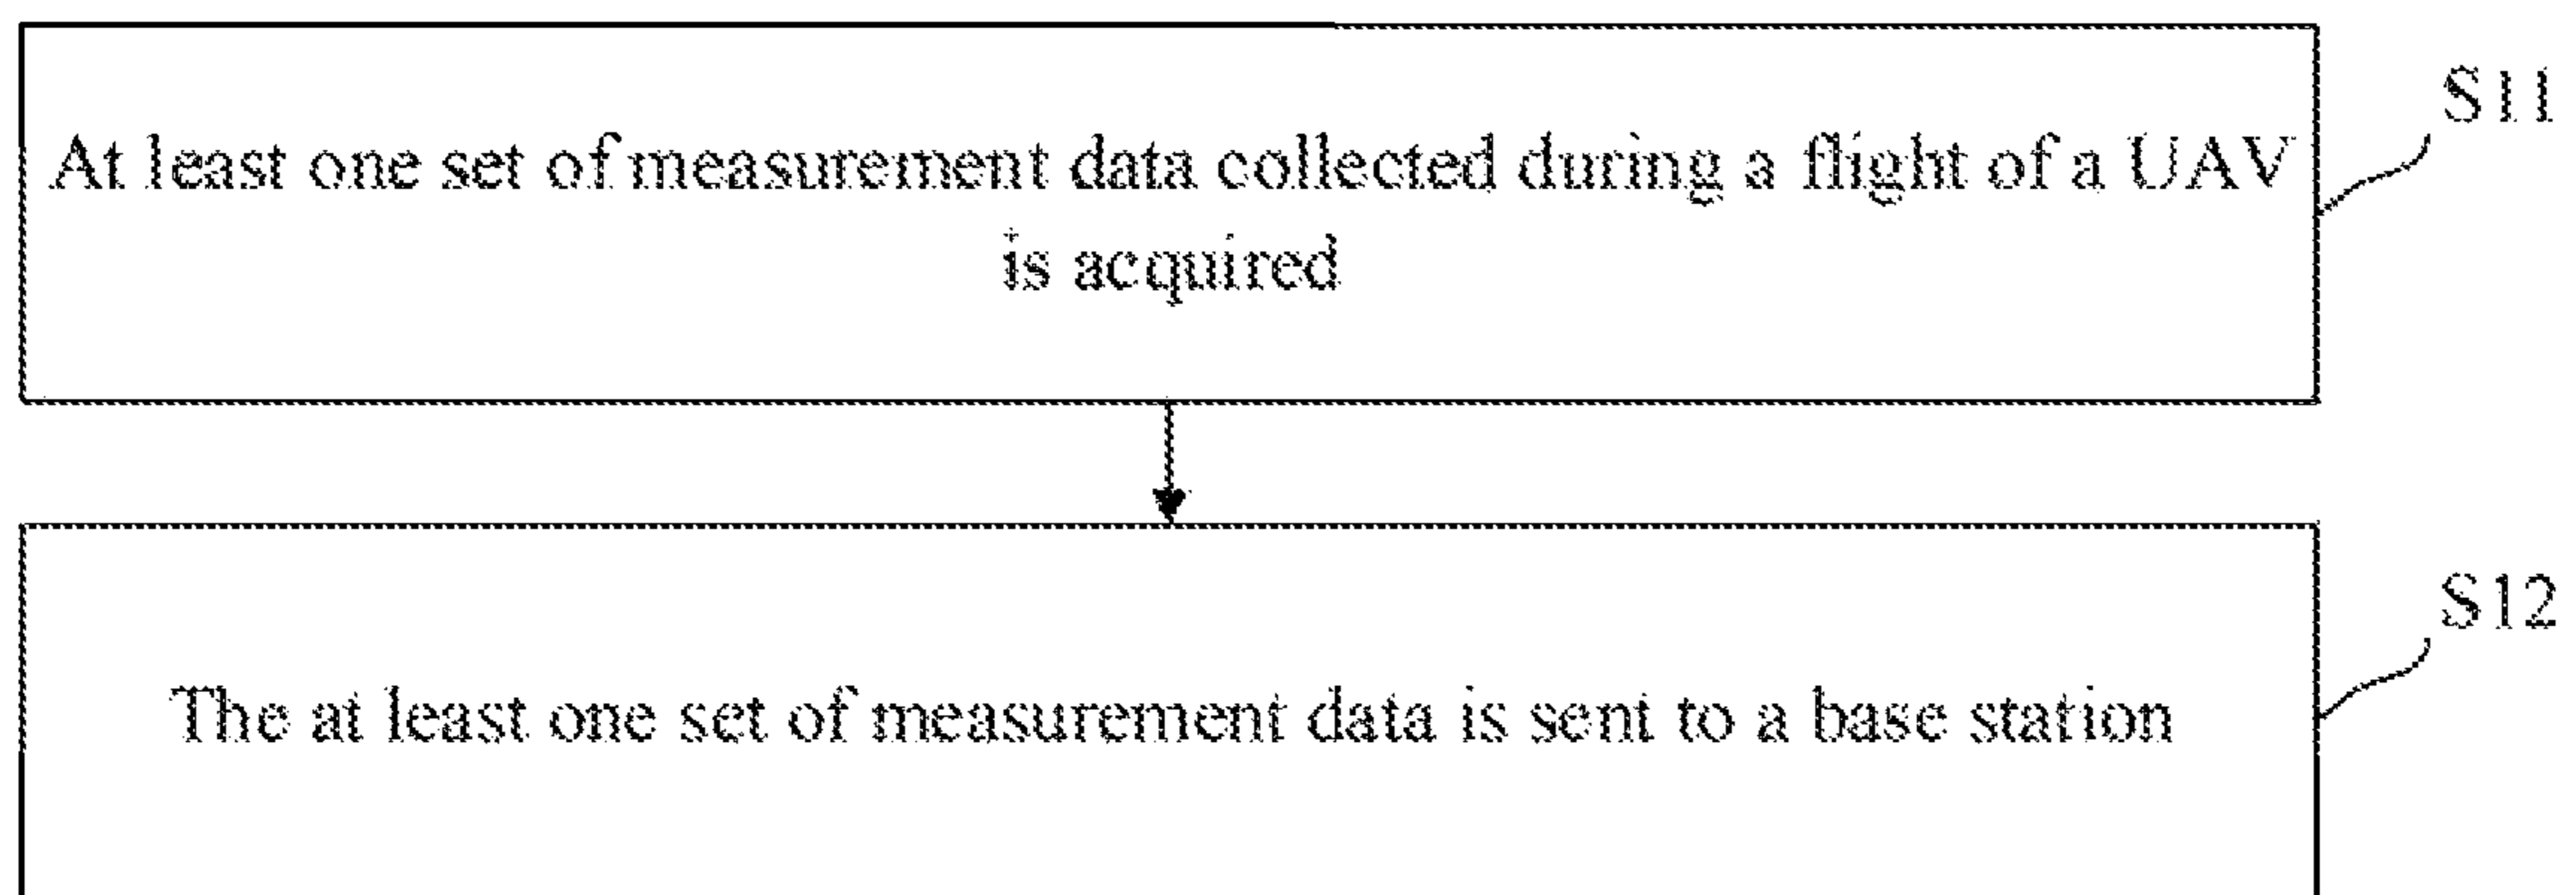 S11
At least one set of measurement data collected during a flight of a UAV
is acquired
S12
The at least one set of measurement data is sent to a base station